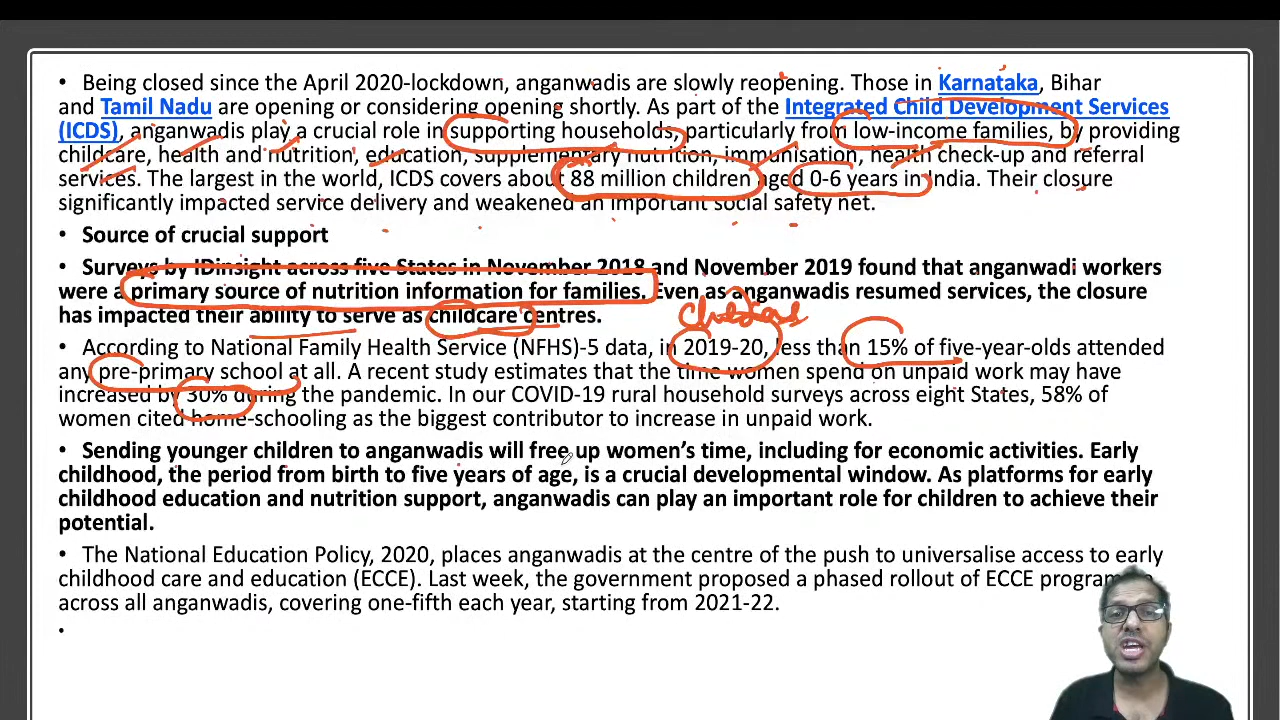 • Being closed since the April 2020-lockdown, anganwadis are slowly reopening. Those in Karnataka, Bihar
and Tamil Nadu are opening or considering opening shortly. As part of the Integrated Child Development Services
(ICDS), anganwadis play a crucial role in supporting households, particularly from low-income families, by providing
childcare, health and nutrition, education, supplementary nutrition, immunisation, health check-up and referral
services. The largest in the world, ICDS covers about 88 million children aged 0-6 years in India. Their closure
significantly impacted service delivery and weakened an important social safety net.
• Source of crucial support
• Surveys by IDinsight across five States in November 2018 and November 2019 found that anganwadi workers
were a primary source of nutrition information for families. Even as anganwadis resumed services, the closure
has impacted their ability to serve as childcare centres.
• According to National Family Health Service (NFHS)-5 data, in 2019-20, less than 15% of five-year-olds attended
any pre-primary school at all. A recent study estimates that the time women spend on unpaid work may have
increased by 30% during the pandemic. In our COVID-19 rural household surveys across eight States, 58% of
women cited home-schooling as the biggest contributor to increase in unpaid work.
• Sending younger children to anganwadis will free up women’s time, including for economic activities. Early
childhood, the period from birth to five years of age, is a crucial developmental window. As platforms for early
childhood education and nutrition support, anganwadis can play an important role for children to achieve their
potential.
• The National Education Policy, 2020, places anganwadis at the centre of the push to universalise access to early
childhood care and education (ECCE). Last week, the government proposed a phased rollout of ECCE
across all anganwadis, covering one-fifth each year, starting from 2021-22.
•